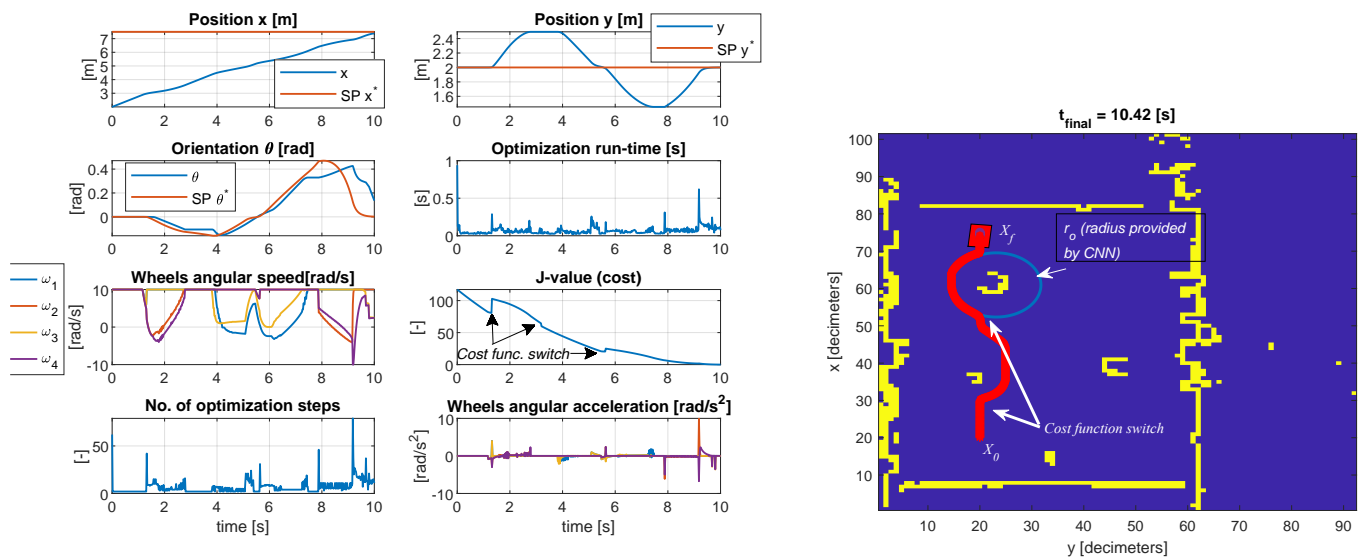 Position x [m]
[m]
7
6
5
4
3
0 2 4 6 8 10
x
SP x*
Position y [m]
[m]
2.4
2.2
2
1.8
1.6
0 2 4 6 8 10
y
SP y*
Orientation θ [rad]
[rad]
0.4
0.2
0
0 2 4 6 8 10
θ
SP θ*
Optimization run-time [s]
[s]
1
0.5
0
0 2 4 6 8 10
Wheels angular speed[rad/s]
[rad/s]
10
0
-10
0 2 4 6 8 10
ω1
ω2
ω3
ω4
J-value (cost)
[-]
100
50
0
Cost func. switch
0 2 4 6 8 10
No. of optimization steps
[-]
50
0
0 2 4 6 8 10
time [s]
Wheels angular acceleration [rad/s2]
[rad/s2]
10
0
-10
0 2 4 6 8 10
time [s]
t_final = 10.42 [s]
x [decimeters]
100
90
80
70
60
50
40
30
20
10
Xf
ro (radius provided
by CNN)
Cost function switch
X0
10 20 30 40 50 60 70 80 90
y [decimeters]